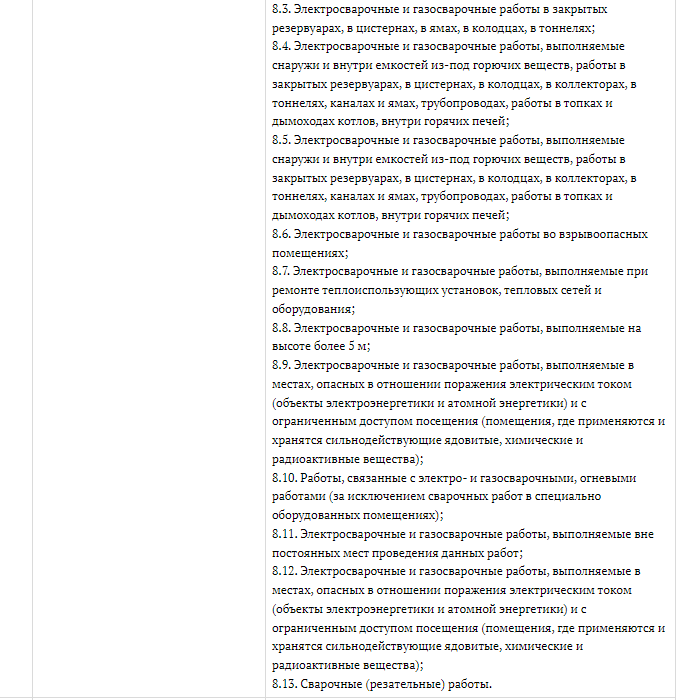 8.3. Электросварочные и газосварочные работы в закрытых
резервуарах, в цистернах, в ямах, в колодцах, в тоннелях;
8.4. Электросварочные и газосварочные работы, выполняемые
снаружи и внутри емкостей из-под горючих веществ, работы в
закрытых резервуарах, в цистернах, в колодцах, в коллекторах, в
тоннелях, каналах и ямах, трубопроводах, работы в топках и
дымоходах котлов, внутри горячих печей;
8.5. Электросварочные и газосварочные работы, выполняемые
снаружи и внутри емкостей из-под горючих веществ, работы в
закрытых резервуарах, в цистернах, в колодцах, в коллекторах, в
тоннелях, каналах и ямах, трубопроводах, работы в топках и
дымоходах котлов, внутри горячих печей;
8.6. Электросварочные и газосварочные работы во взрывоопасных
помещениях;
8.7. Электросварочные и газосварочные работы, выполняемые при
ремонте теплоиспользующих установок, тепловых сетей и
оборудования;
8.8. Электросварочные и газосварочные работы, выполняемые на
высоте более 5 м;
8.9. Электросварочные и газосварочные работы, выполняемые в
местах, опасных в отношении поражения электрическим током
(объекты электроэнергетики и атомной энергетики) и с
ограниченным доступом посещения (помещения, где применяются и
хранятся сильнодействующие ядовитые, химические и
радиоактивные вещества);
8.10. Работы, связанные с электро- и газосварочными, огневыми
работами (за исключением сварочных работ в специально
оборудованных помещениях);
8.11. Электросварочные и газосварочные работы, выполняемые вне
постоянных мест проведения данных работ;
8.12. Электросварочные и газосварочные работы, выполняемые в
местах, опасных в отношении поражения электрическим током
(объекты электроэнергетики и атомной энергетики) и с
ограниченным доступом посещения (помещения, где применяются и
хранятся сильнодействующие ядовитые, химические и
радиоактивные вещества);
8.13. Сварочные (резательные) работы.